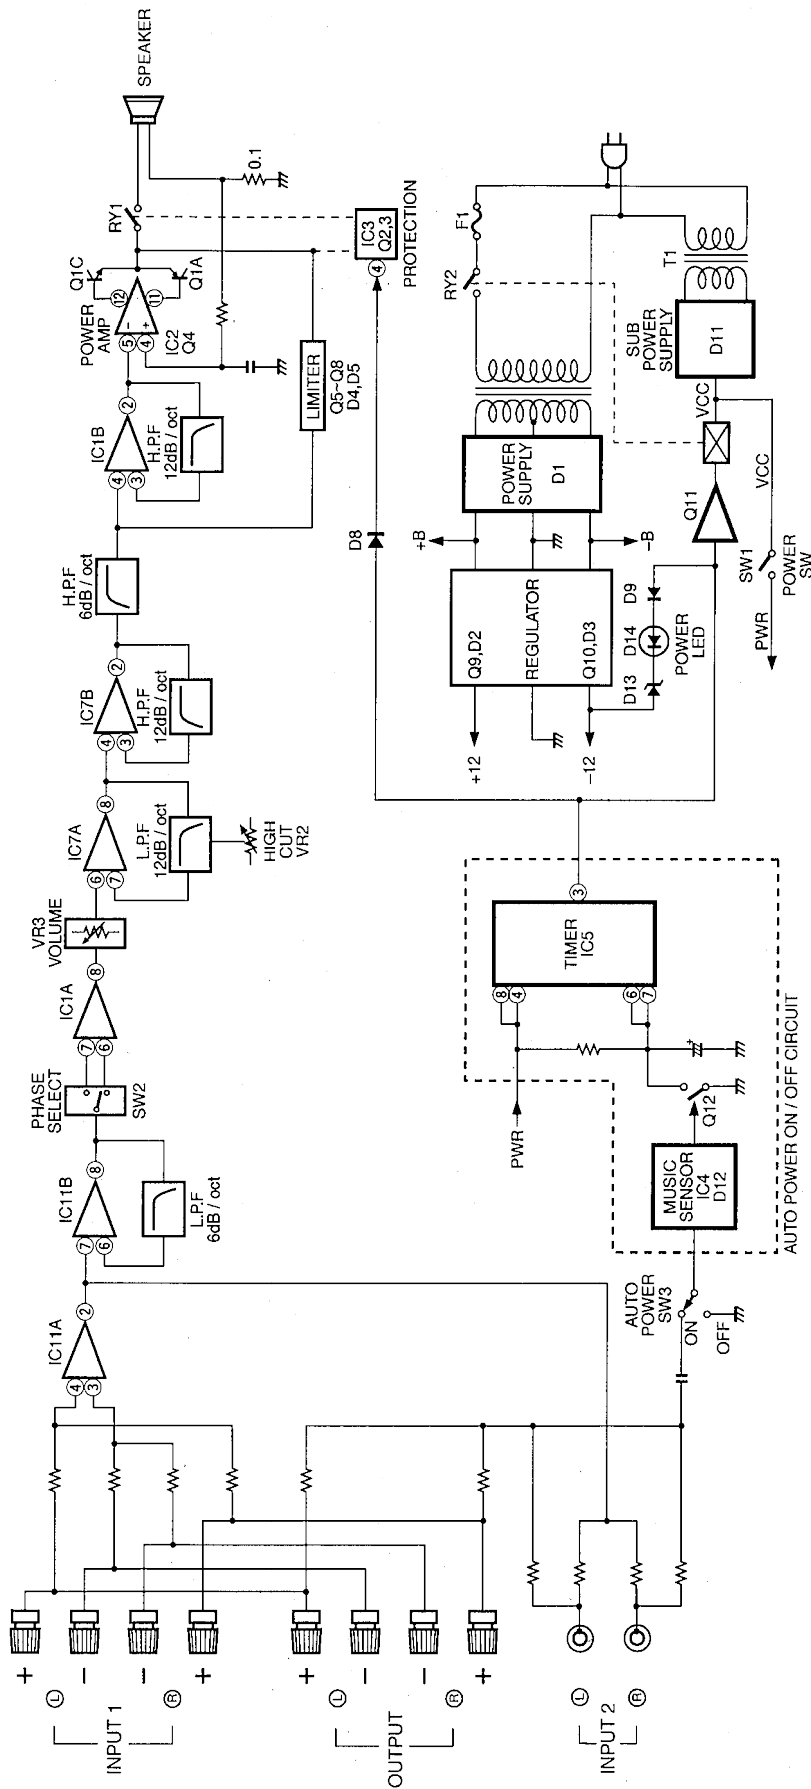 INPUT 1
L
R
+
−
−
+
OUTPUT
L
R
+
−
−
+
INPUT 2
L
R
IC11A
4
3
2
IC11B
7
6
8
L.P.F
6dB / oct
PHASE
SELECT
SW2
IC1A
7
6
8
VR3
VOLUME
IC7A
6
7
8
L.P.F
12dB / oct
HIGH
CUT
VR2
IC7B
4
3
2
H.P.F
12dB / oct
H.P.F
6dB / oct
IC1B
4
3
2
H.P.F
12dB / oct
POWER
AMP
5
4
−
+
12
11
Q1C
Q1A
IC2
Q4
RY1
SPEAKER
0.1
LIMITER
Q5~Q8
D4,D5
4
IC3
Q2,3
PROTECTION
D8
AUTO
POWER
SW3
ON
OFF
MUSIC
SENSOR
IC4
D12
Q12
PWR
+
8
4
6
7
TIMER
IC5
3
AUTO POWER ON / OFF CIRCUIT
+12
−12
Q9,D2
REGULATOR
Q10,D3
+B
−B
POWER
SUPPLY
D1
RY2
F1
D13
D14
D9
POWER
LED
Q11
VCC
SUB
POWER
SUPPLY
D11
T1
PWR
SW1
POWER
SW
VCC